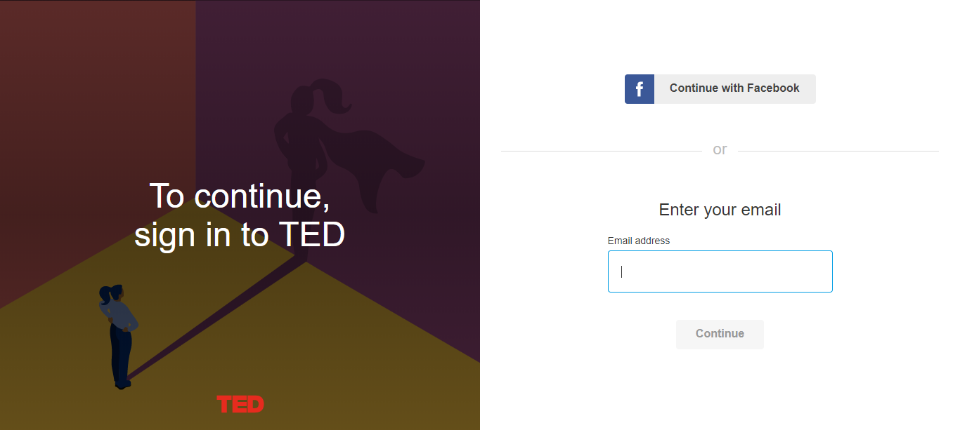 To continue,
sign in to TED
TED
f
Continue with Facebook
or
Enter your email
Email address
Continue